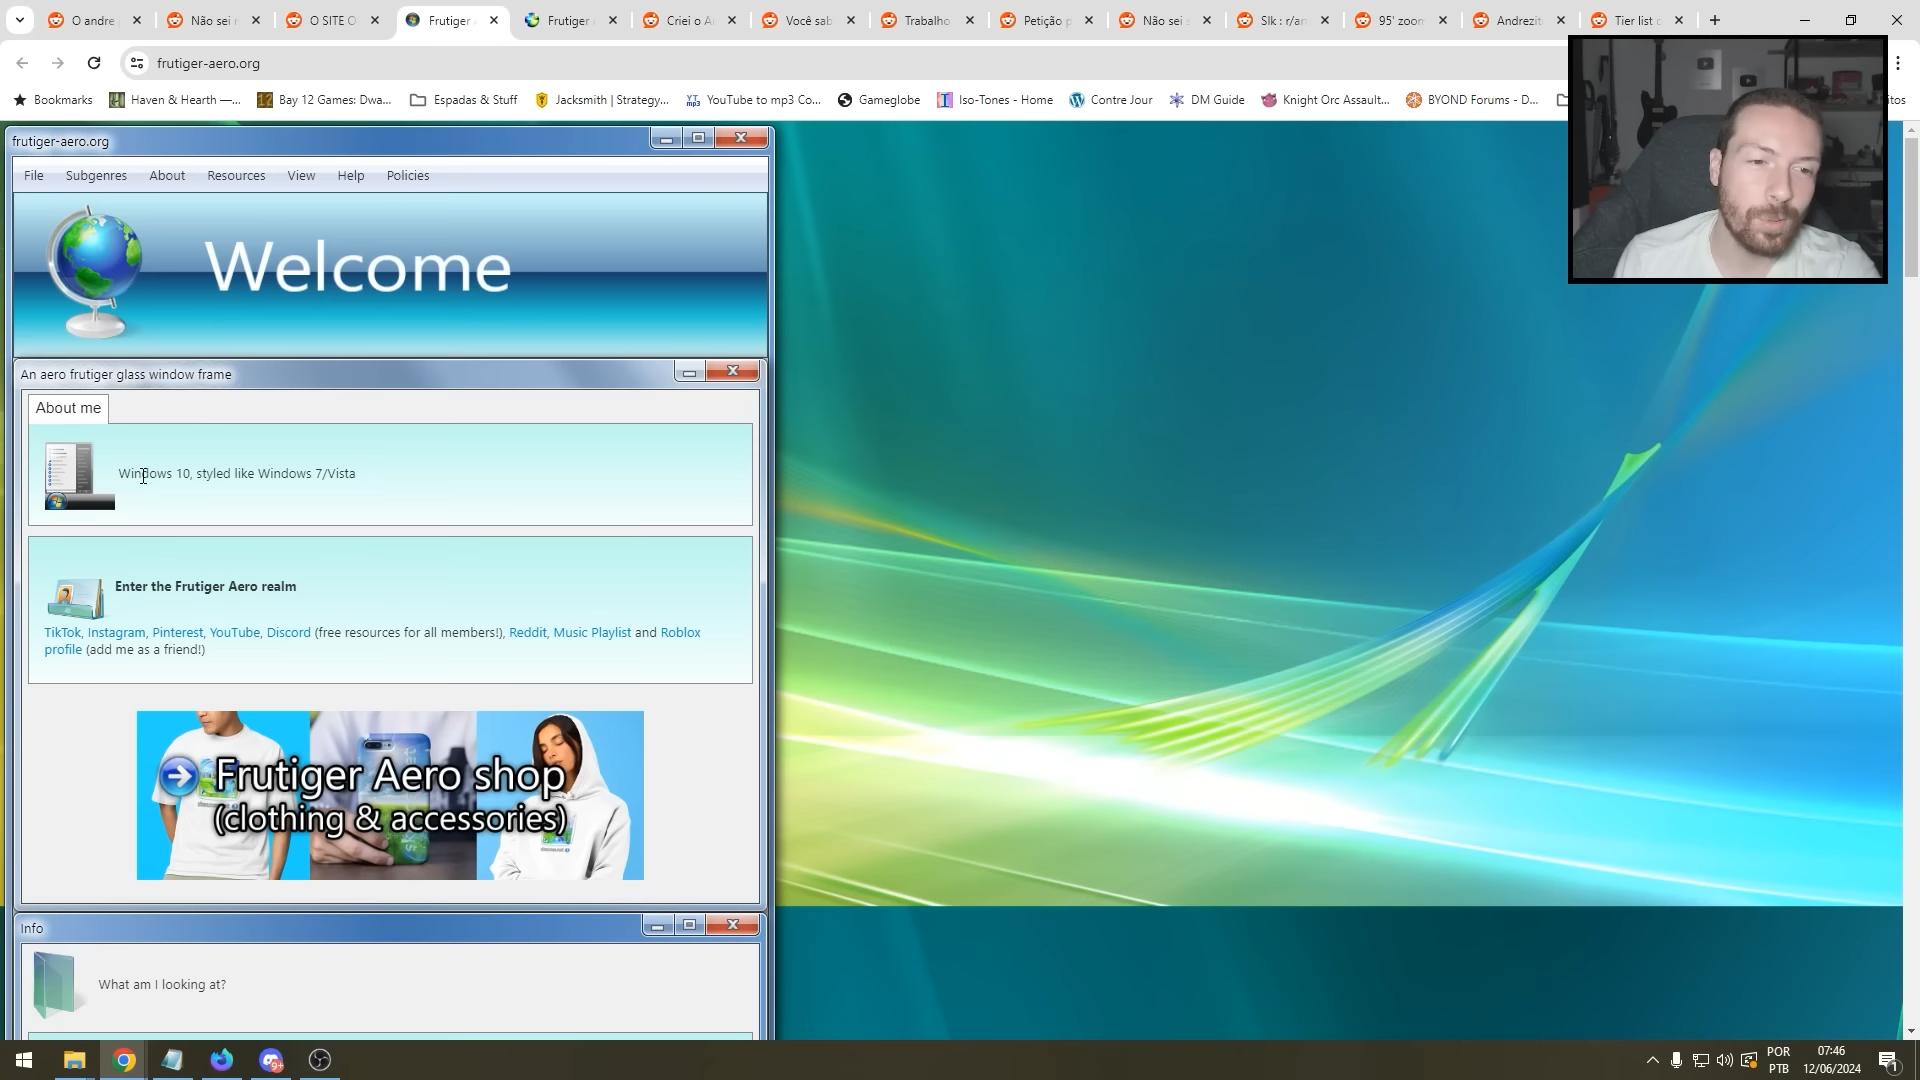 O andre
Não sei
O SITE O
Frutiger
Frutiger
Criei o A
Você sab
Trabalho
Petição p
Não sei s
Slk : r/an
95' zoom
Andrezit
Tier list
frutiger-aero.org
Bookmarks
Haven & Hearth —...
Bay 12 Games: Dwa...
Espadas & Stuff
Jacksmith | Strategy...
YouTube to mp3 Co...
Gameglobe
Iso-Tones - Home
Contre Jour
DM Guide
Knight Orc Assault...
BYOND Forums - D...
itos
frutiger-aero.org
File Subgenres About Resources View Help Policies
Welcome
An aero frutiger glass window frame
About me
Windows 10, styled like Windows 7/Vista
Enter the Frutiger Aero realm
TikTok, Instagram, Pinterest, YouTube, Discord (free resources for all members!), Reddit, Music Playlist and Roblox
profile (add me as a friend!)
Frutiger Aero shop
(clothing & accessories)
Info
What am I looking at?
9+
POR
PTB
07:46
12/06/2024
1